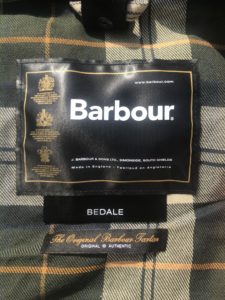 www.barbour.com
Barbour
J. BARBOUR & SONS LTD., SIMONSIDE, SOUTH SHIELDS
Made in England - Fabriqué en Angleterre
BEDALE
The Original Barbour Tartan
ORIGINAL & AUTHENTIC